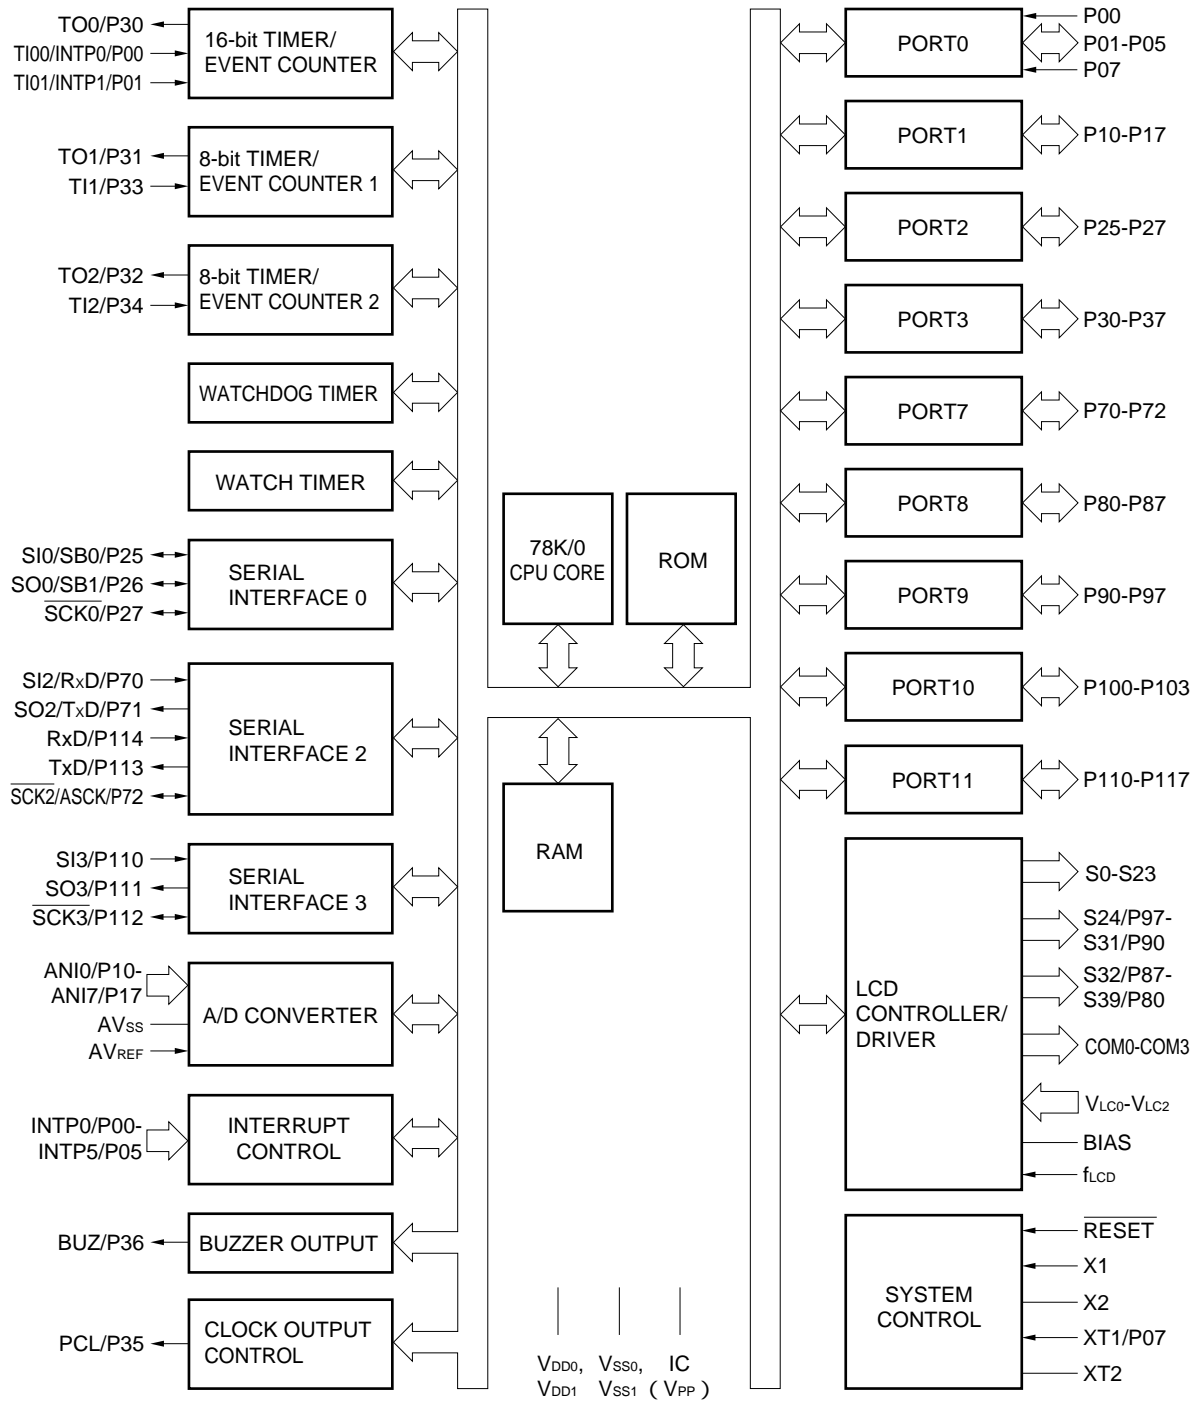 TO0/P30
TI00/INTP0/P00
TI01/INTP1/P01
16-bit TIMER/
EVENT COUNTER
TO1/P31
TI1/P33
8-bit TIMER/
EVENT COUNTER 1
TO2/P32
TI2/P34
8-bit TIMER/
EVENT COUNTER 2
WATCHDOG TIMER
WATCH TIMER
SI0/SB0/P25
SO0/SB1/P26
SCK0/P27
SERIAL
INTERFACE 0
SI2/RxD/P70
SO2/TxD/P71
RxD/P114
TxD/P113
SCK2/ASCK/P72
SERIAL
INTERFACE 2
SI3/P110
SO3/P111
SCK3/P112
SERIAL
INTERFACE 3
ANI0/P10-
ANI7/P17
AVSS
AVREF
A/D CONVERTER
INTP0/P00-
INTP5/P05
INTERRUPT
CONTROL
BUZ/P36
BUZZER OUTPUT
PCL/P35
CLOCK OUTPUT
CONTROL
78K/0
CPU CORE
ROM
RAM
VDD0,
VDD1
VSS0,
VSS1
IC
(VPP)
PORT0
P00
P01-P05
P07
PORT1
P10-P17
PORT2
P25-P27
PORT3
P30-P37
PORT7
P70-P72
PORT8
P80-P87
PORT9
P90-P97
PORT10
P100-P103
PORT11
P110-P117
LCD
CONTROLLER/
DRIVER
S0-S23
S24/P97-
S31/P90
S32/P87-
S39/P80
COM0-COM3
VLC0-VLC2
BIAS
fLCD
SYSTEM
CONTROL
RESET
X1
X2
XT1/P07
XT2